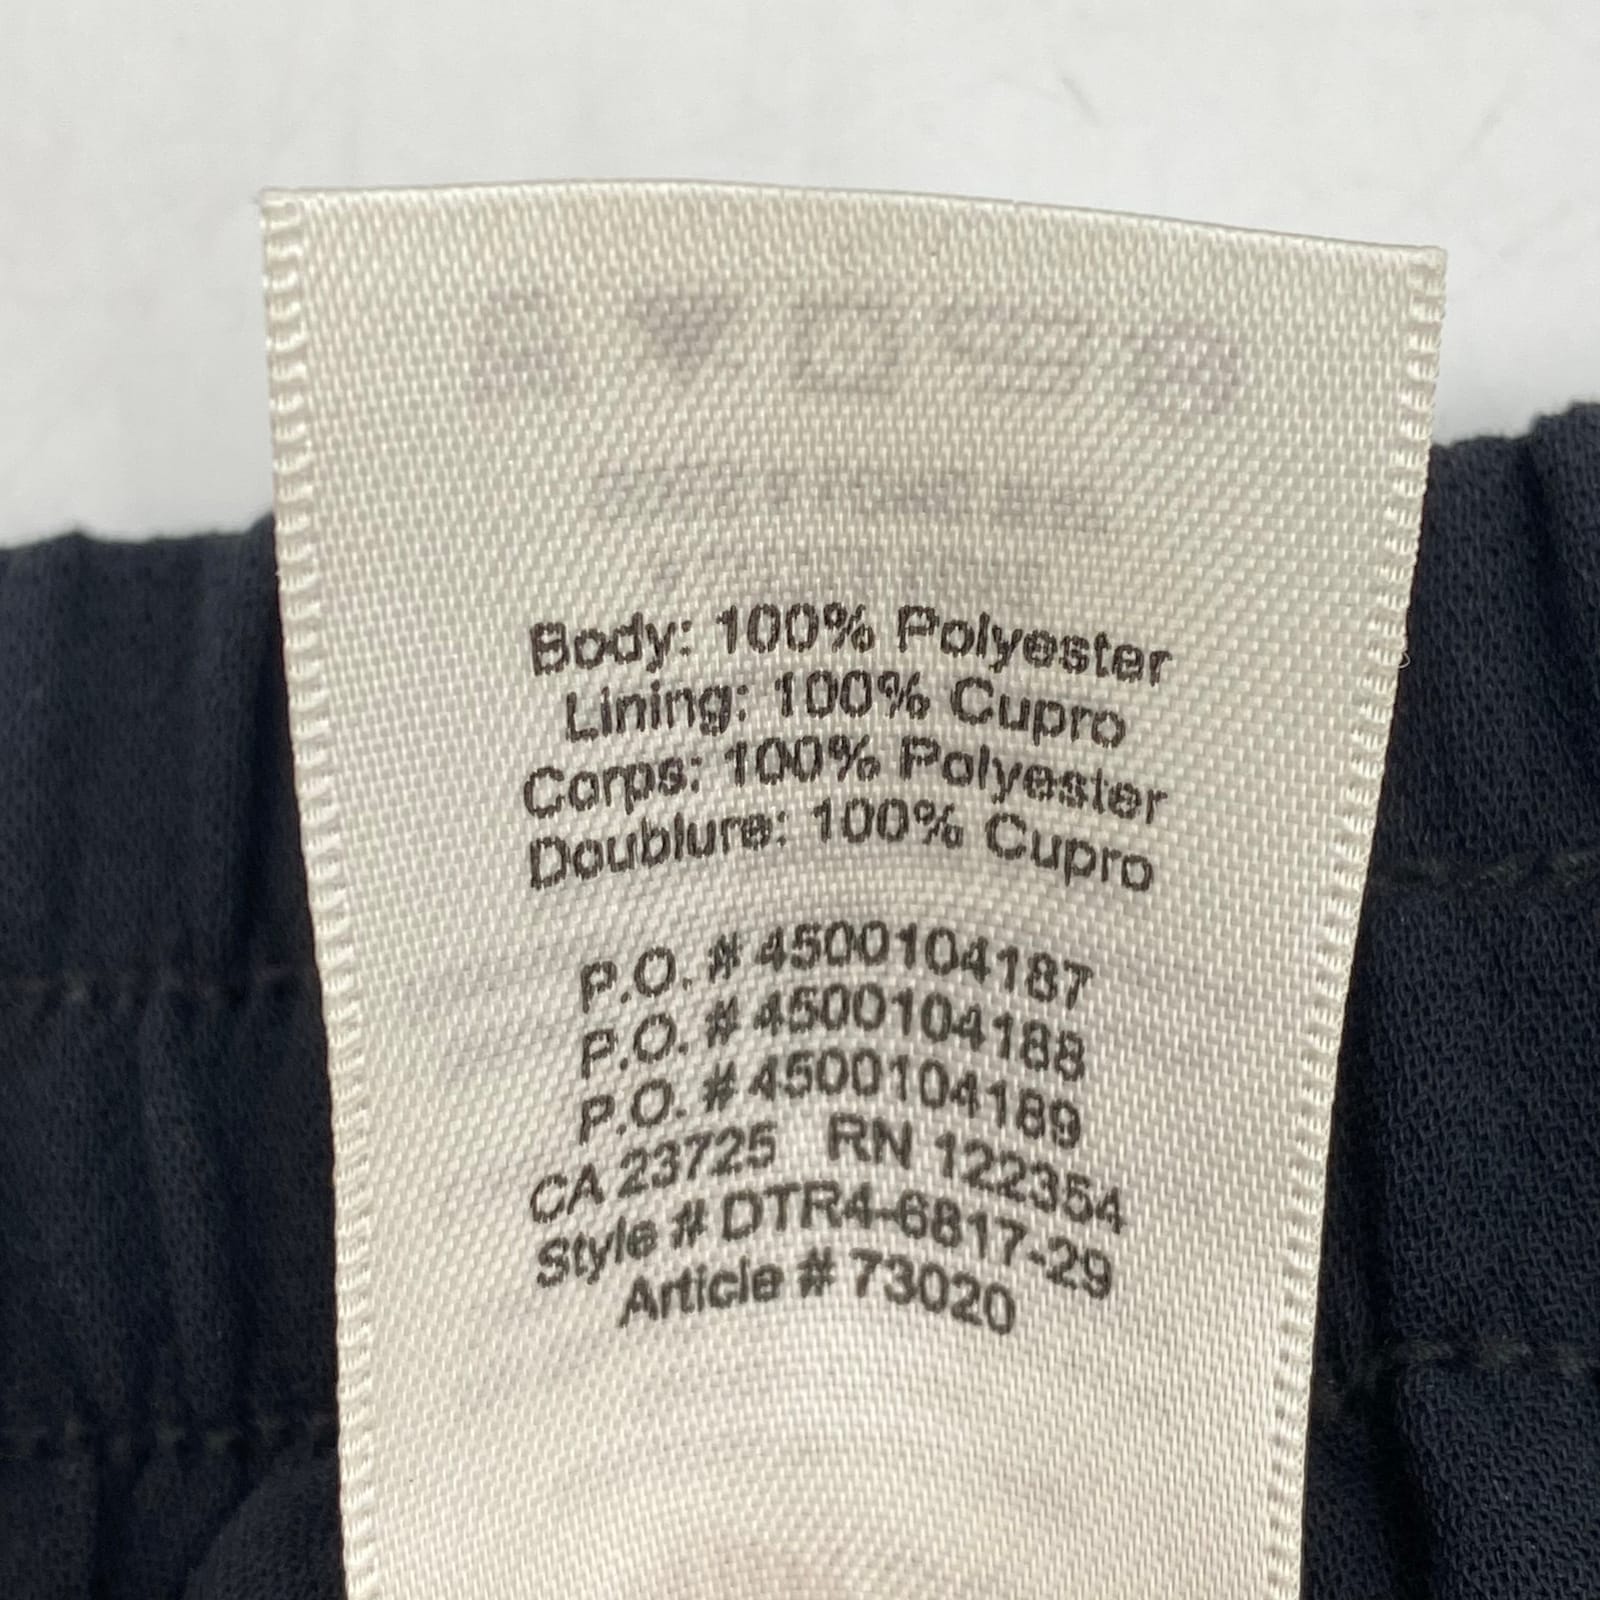 Body: 100% Polyester
Lining: 100% Cupro
Corps: 100% Polyester
Doublure: 100% Cupro
P.O. # 4500104187
P.O. # 4500104188
P.O. # 4500104189
CA 23725 RN 122354
Style # DTR4-6817-29
Article # 73020